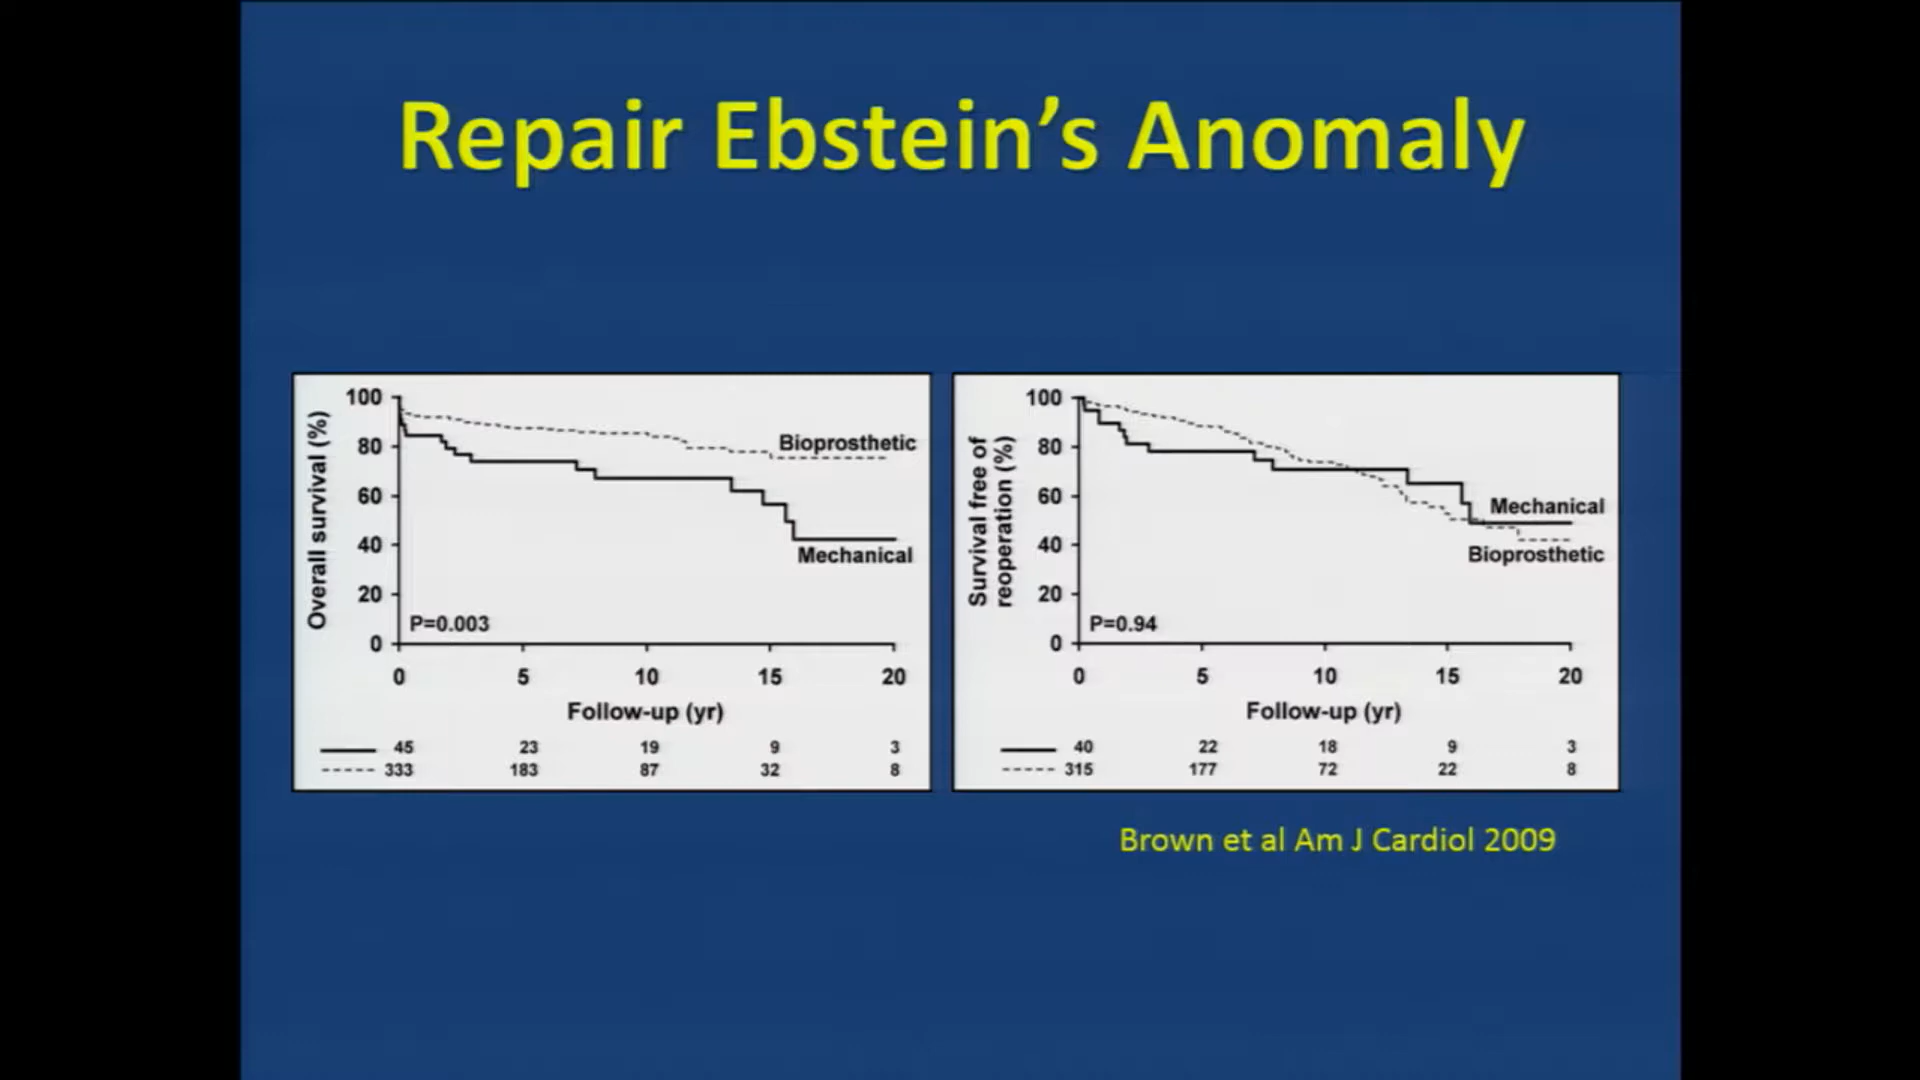 Repair Ebstein's Anomaly
Overall survival (%)
100
80
60
40
20
0
Bioprosthetic
Mechanical
P=0.003
0 5 10 15 20
Follow-up (yr)
45 23 19 9 3
333 183 87 32 8
Survival free of
reoperation (%)
100
80
60
40
20
0
Mechanical
Bioprosthetic
P=0.94
0 5 10 15 20
Follow-up (yr)
40 22 18 9 3
315 177 72 22 8
Brown et al Am J Cardiol 2009